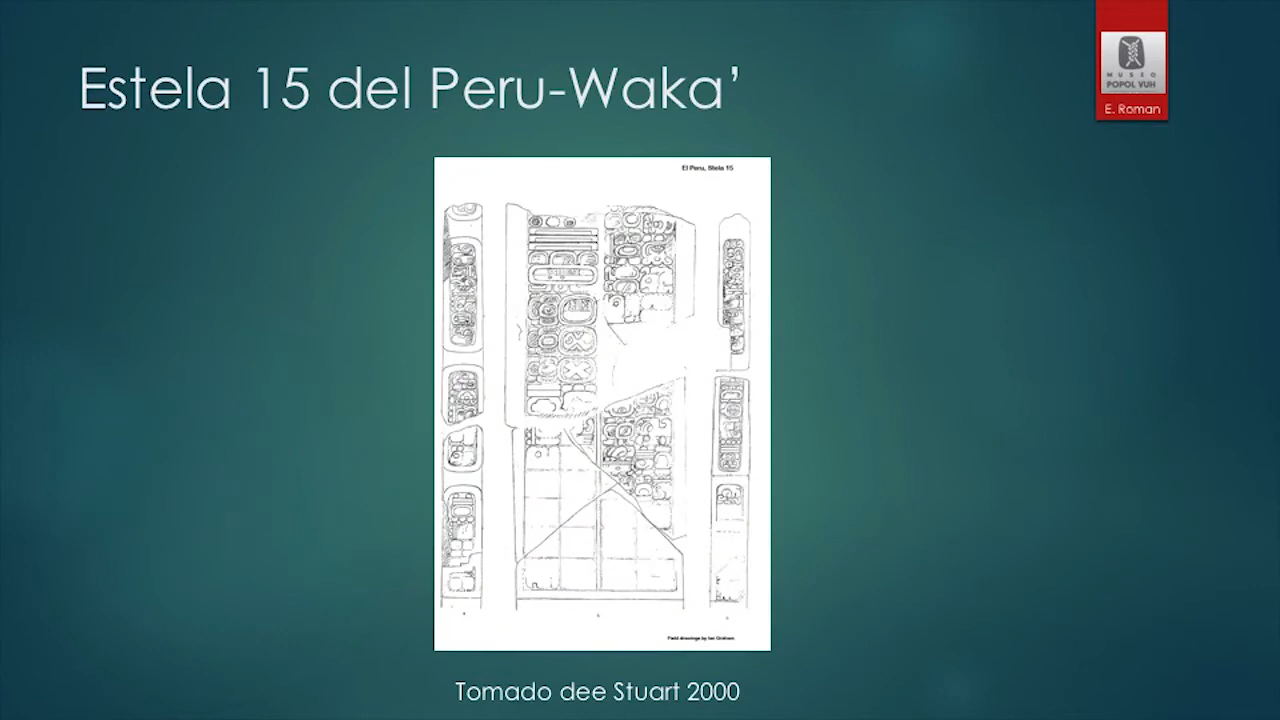 Estela 15 del Peru-Waka’
MUSEO
POPOL VUH
E. Roman
El Peru, Stela 15
Field drawings by Ian Graham
Tomado dee Stuart 2000